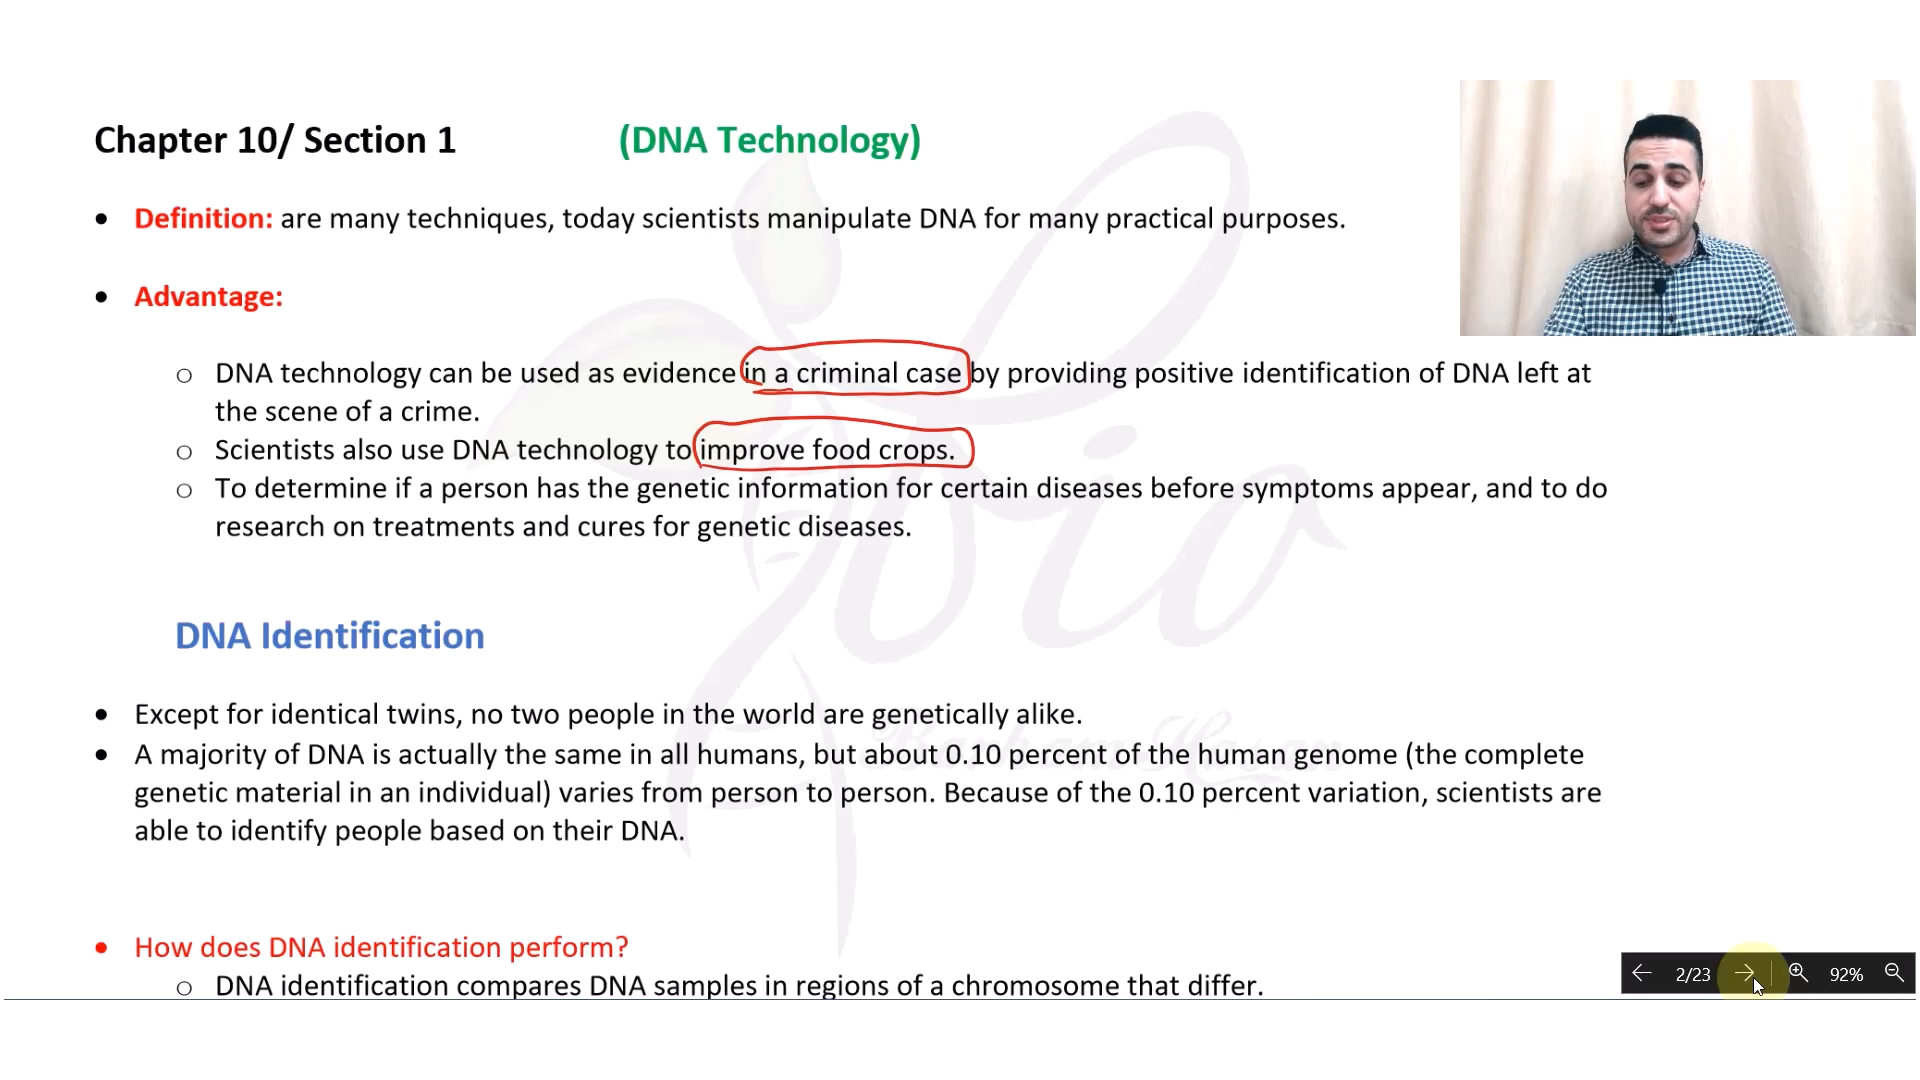 Chapter 10/ Section 1 (DNA Technology)
• Definition: are many techniques, today scientists manipulate DNA for many practical purposes.
• Advantage:
○ DNA technology can be used as evidence in a criminal case by providing positive identification of DNA left at
the scene of a crime.
○ Scientists also use DNA technology to improve food crops.
○ To determine if a person has the genetic information for certain diseases before symptoms appear, and to do
research on treatments and cures for genetic diseases.
DNA Identification
• Except for identical twins, no two people in the world are genetically alike.
• A majority of DNA is actually the same in all humans, but about 0.10 percent of the human genome (the complete
genetic material in an individual) varies from person to person. Because of the 0.10 percent variation, scientists are
able to identify people based on their DNA.
• How does DNA identification perform?
○ DNA identification compares DNA samples in regions of a chromosome that differ.
2/23 92%
bio